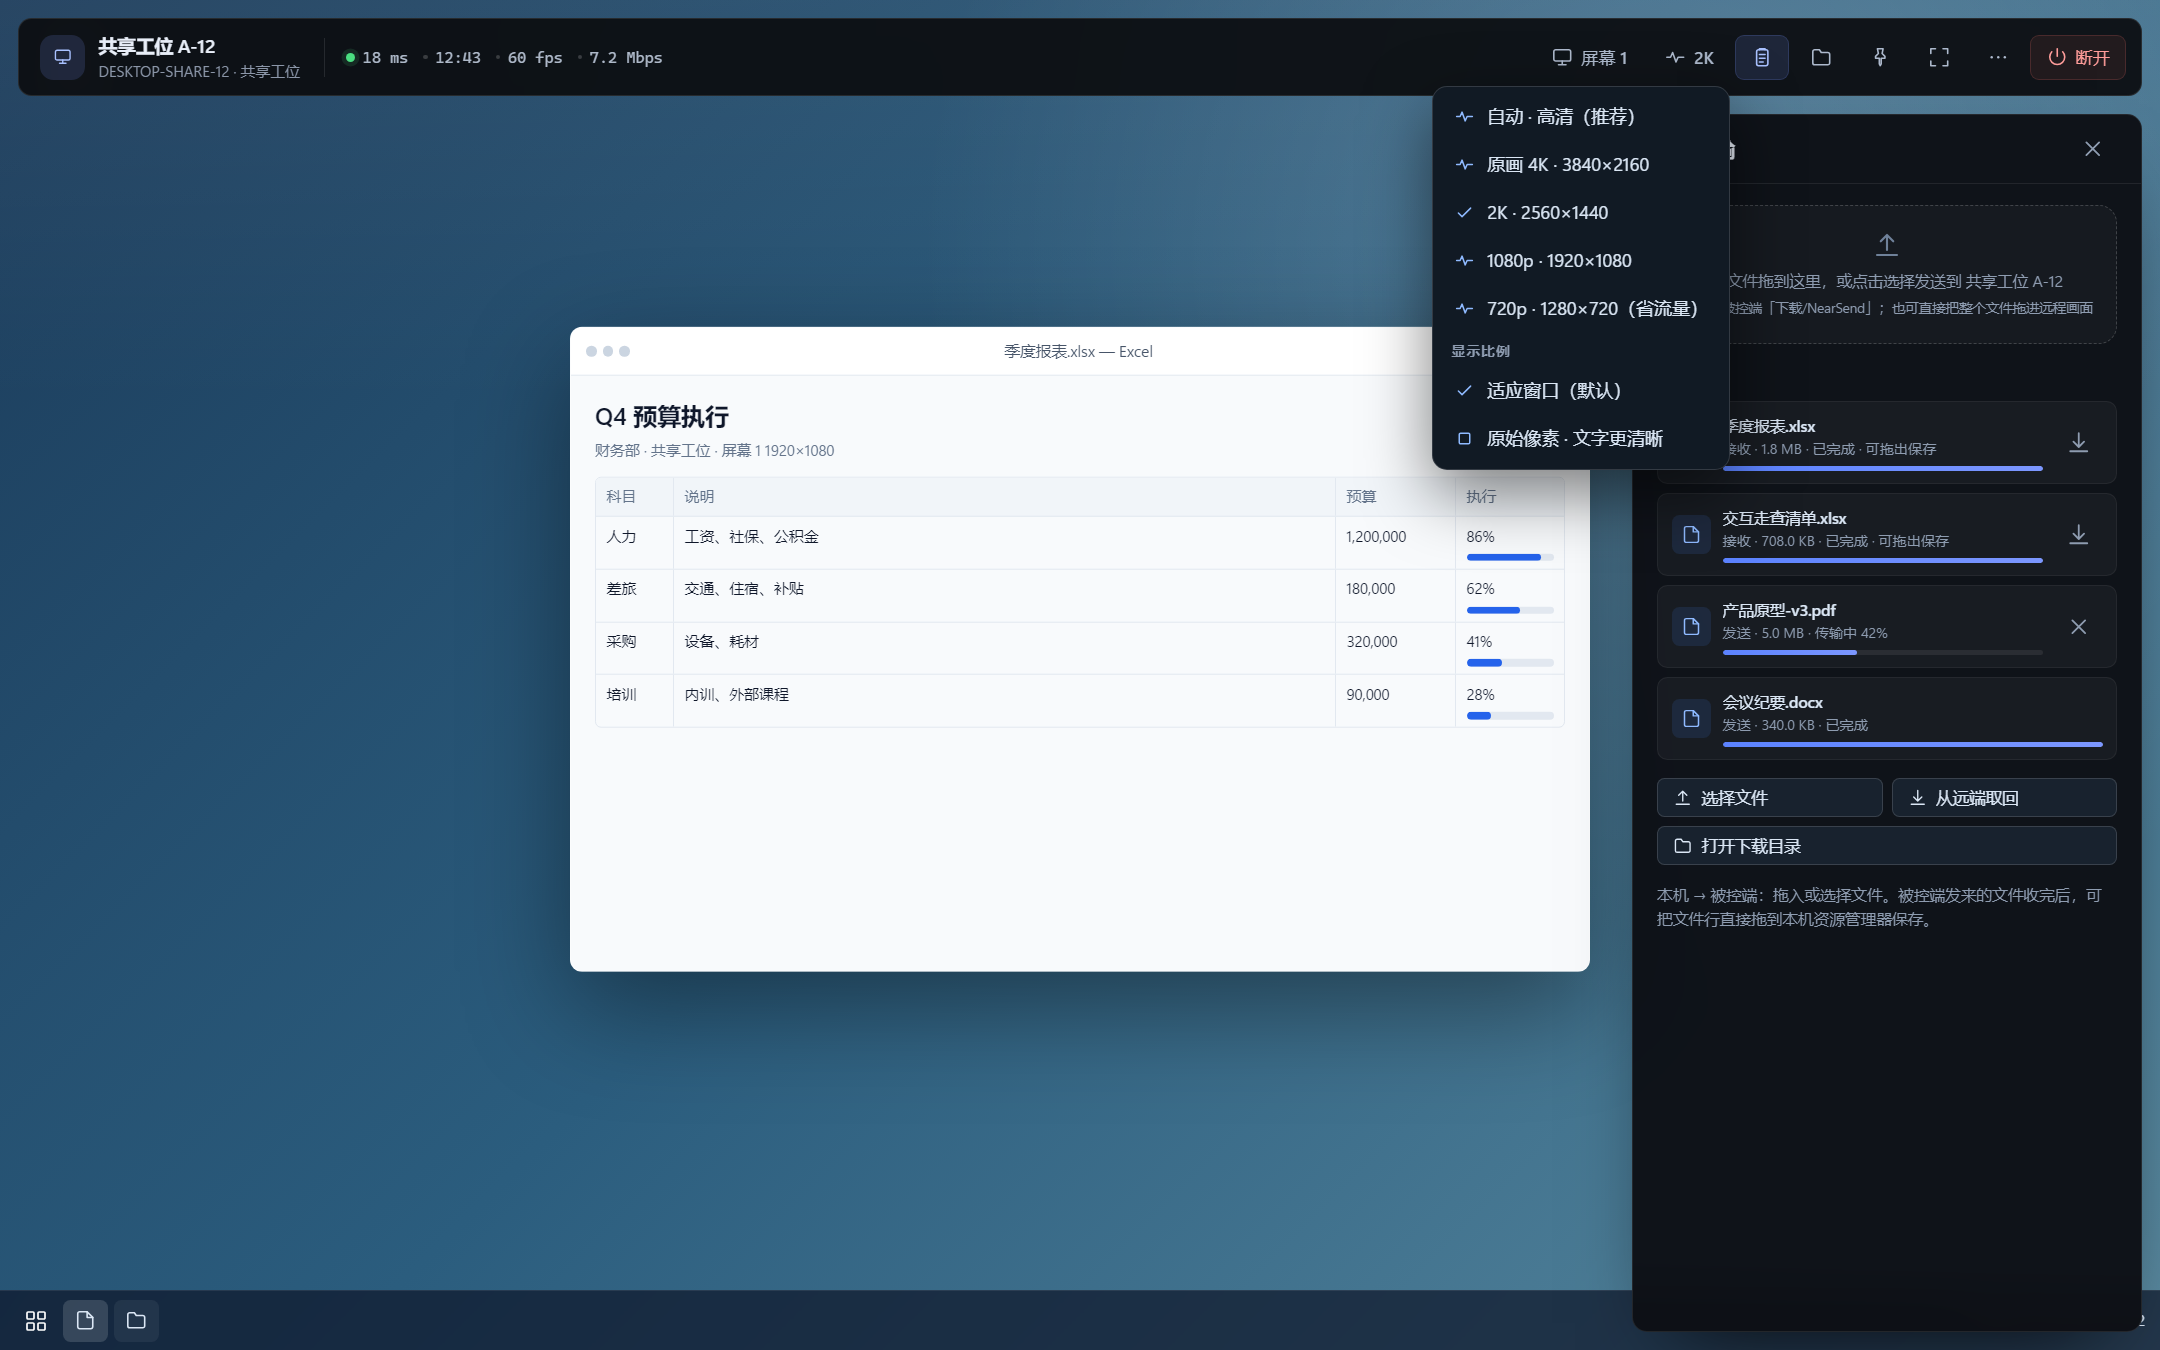 共享工位 A-12
DESKTOP-SHARE-12 · 共享工位
18 ms · 12:43 · 60 fps · 7.2 Mbps
屏幕 1
2K
断开
自动 · 高清（推荐）
原画 4K · 3840×2160
2K · 2560×1440
1080p · 1920×1080
720p · 1280×720（省流量）
显示比例
适应窗口（默认）
原始像素 · 文字更清晰
季度报表.xlsx — Excel
Q4 预算执行
财务部 · 共享工位 · 屏幕 1 1920×1080
科目 说明 预算 执行
人力 工资、社保、公积金 1,200,000 86%
差旅 交通、住宿、补贴 180,000 62%
采购 设备、耗材 320,000 41%
培训 内训、外部课程 90,000 28%
文件拖到这里，或点击选择发送到 共享工位 A-12
控端「下载/NearSend」；也可直接把整个文件拖进远程画面
季度报表.xlsx
接收 · 1.8 MB · 已完成 · 可拖出保存
交互走查清单.xlsx
接收 · 708.0 KB · 已完成 · 可拖出保存
产品原型-v3.pdf
发送 · 5.0 MB · 传输中 42%
会议纪要.docx
发送 · 340.0 KB · 已完成
选择文件
从远端取回
打开下载目录
本机 → 被控端：拖入或选择文件。被控端发来的文件收完后，可
把文件行直接拖到本机资源管理器保存。